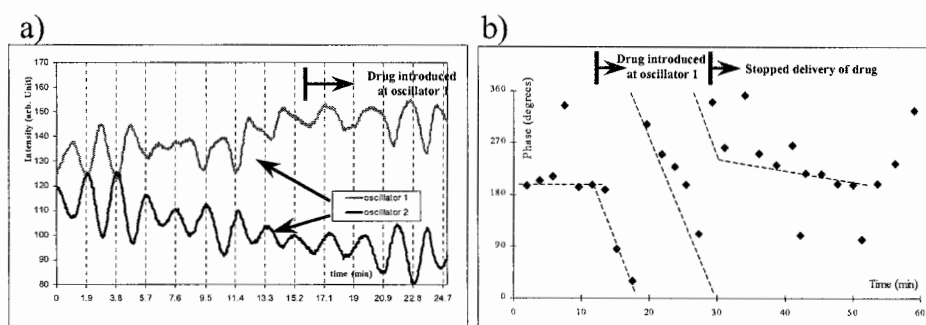 a)
b)
Drug introduced
at oscillator 1
Intensity (arb. Unit)
170
160
150
140
130
120
110
100
90
80
oscillator 1
oscillator 2
time (min)
0 1.9 3.8 5.7 7.6 9.5 11.4 13.3 15.2 17.1 19 20.9 22.8 24.7
Drug introduced
at oscillator 1
Stopped delivery of drug
Phase (degrees)
360
270
180
90
0
Time (min)
0 10 20 30 40 50 60